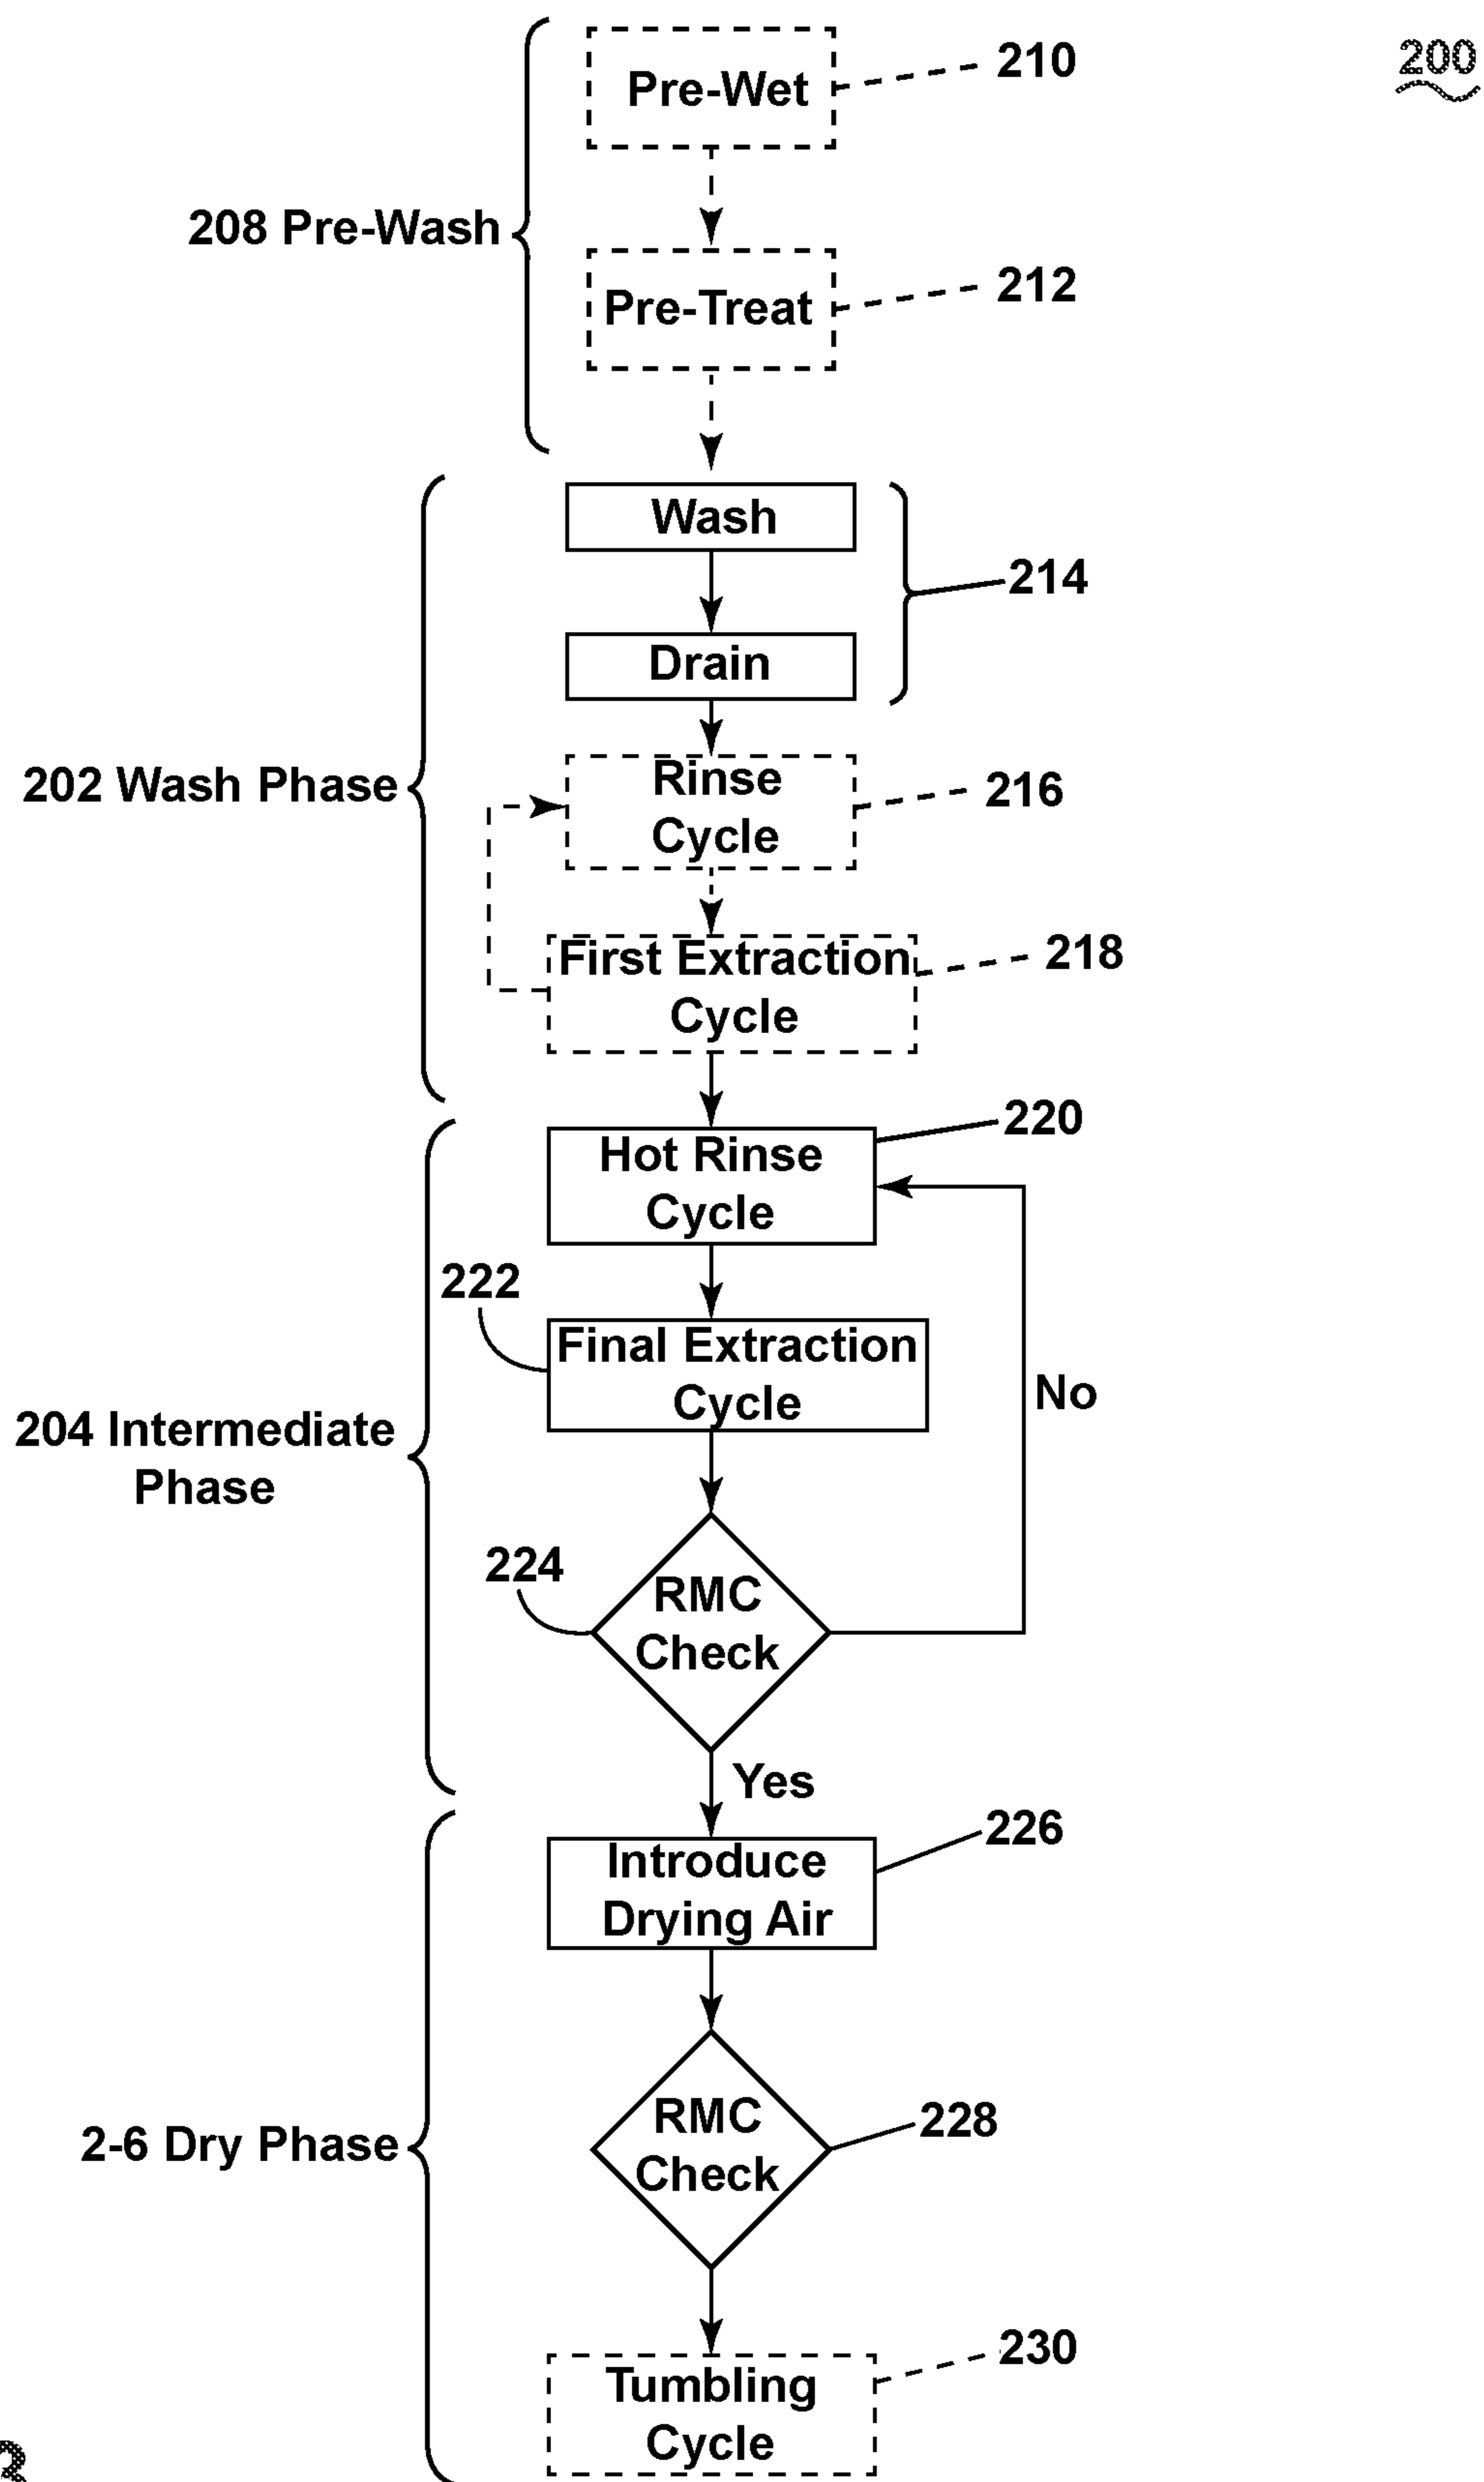 200
Pre-Wet
210
208 Pre-Wash
Pre-Treat
212
Wash
214
Drain
202 Wash Phase
Rinse
Cycle
216
First Extraction
Cycle
218
Hot Rinse
Cycle
220
222
Final Extraction
Cycle
No
204 Intermediate
Phase
224
RMC
Check
Yes
226
Introduce
Drying Air
2-6 Dry Phase
RMC
Check
228
230
Tumbling
Cycle